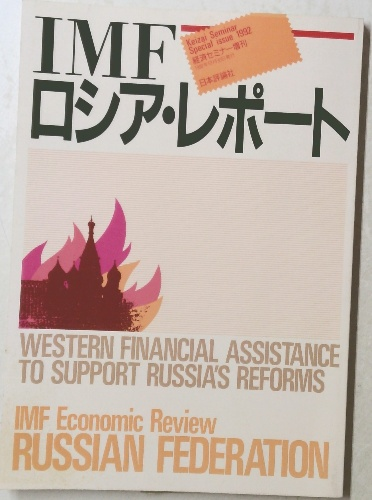 IMF
Keizai Seminar
Special issue 1992
経済セミナー増刊
日本評論社
ロシア・レポート
WESTERN FINANCIAL ASSISTANCE
TO SUPPORT RUSSIA'S REFORMS
IMF Economic Review
RUSSIAN FEDERATION